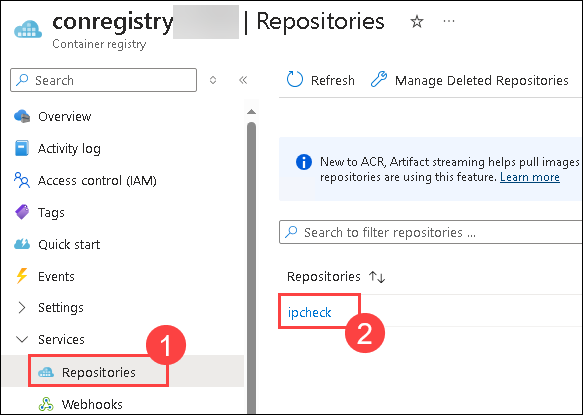 conregistry | Repositories
Container registry
Search
Refresh
Manage Deleted Repositories
Overview
Activity log
Access control (IAM)
Tags
Quick start
Events
Settings
Services
1
Repositories
Webhooks
New to ACR, Artifact streaming helps pull images
repositories are using this feature. Learn more
Search to filter repositories ...
Repositories
ipcheck
2